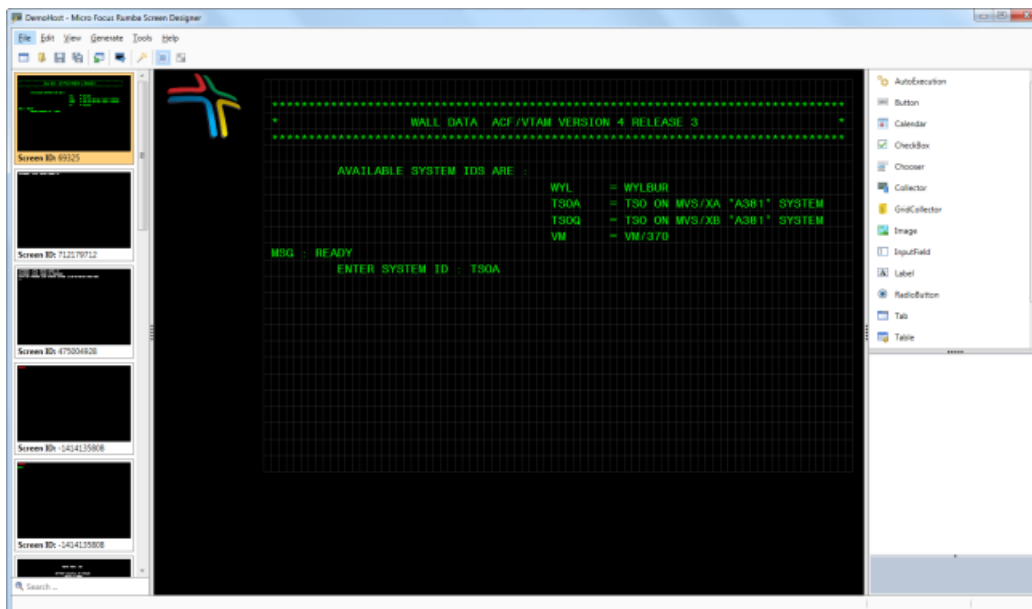 DemoHost - Micro Focus Rumba Screen Designer
File Edit View Generate Tools Help
Screen ID: 69325
Screen ID: 712179712
Screen ID: 475004928
Screen ID: -1414135808
Screen ID: -1414135808
Search ...
********************************************************************************
* WALL DATA ACF/VTAM VERSION 4 RELEASE 3 *
********************************************************************************
AVAILABLE SYSTEM IDS ARE :
WYL = WYLBUR
TSOA = TSO ON MVS/XA "A381" SYSTEM
TSOQ = TSO ON MVS/XB "A381" SYSTEM
VM = VM/370
MSG : READY
ENTER SYSTEM ID : TSOA
AutoExecution
Button
Calendar
CheckBox
Chooser
Collector
GridCollector
Image
InputField
Label
RadioButton
Tab
Table